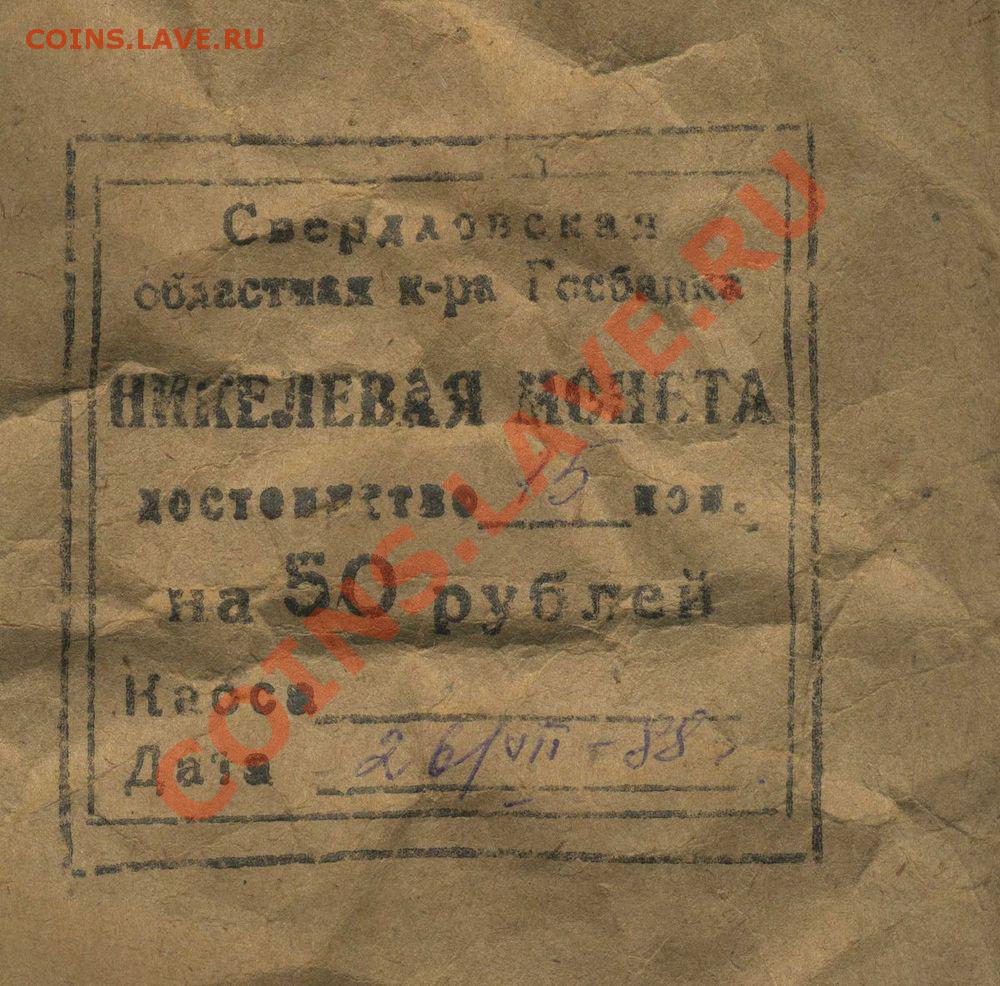 COINS.LAVE.RU
Свердловская
областная к-ра Госбанка
НИКЕЛЕВАЯ МОНЕТА
достоинство 15 коп.
на 50 рублей
Касса
Дата 26/VII-88
COINS.LAVE.RU